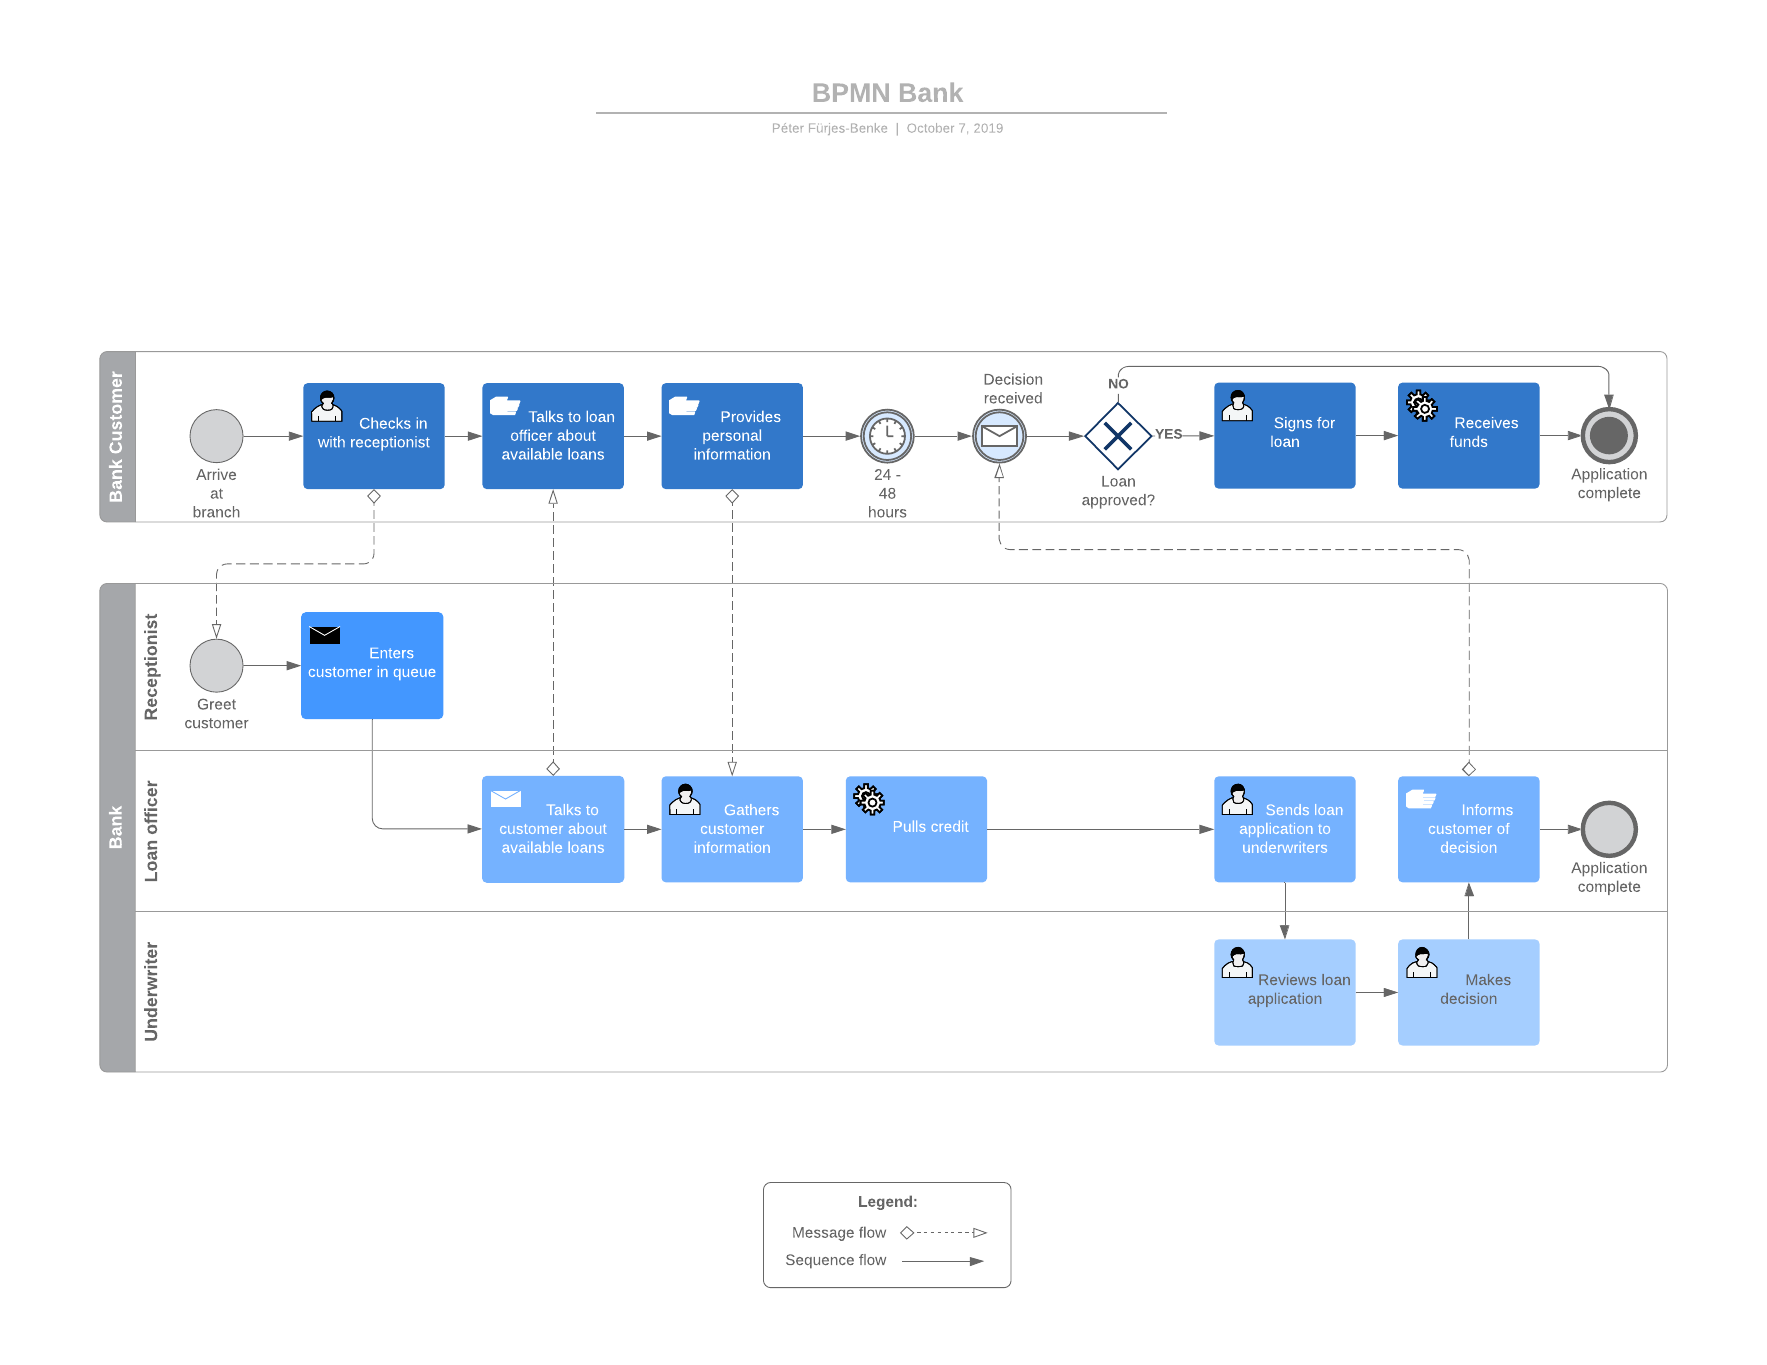 BPMN Bank
Péter Fürjes-Benke | October 7, 2019
Bank Customer
Arrive
at
branch
Checks in
with receptionist
Talks to loan
officer about
available loans
Provides
personal
information
24 -
48
hours
Decision
received
NO
YES
Loan
approved?
Signs for
loan
Receives
funds
Application
complete
Bank
Receptionist
Greet
customer
Enters
customer in queue
Loan officer
Talks to
customer about
available loans
Gathers
customer
information
Pulls credit
Sends loan
application to
underwriters
Informs
customer of
decision
Application
complete
Underwriter
Reviews loan
application
Makes
decision
Legend:
Message flow
Sequence flow